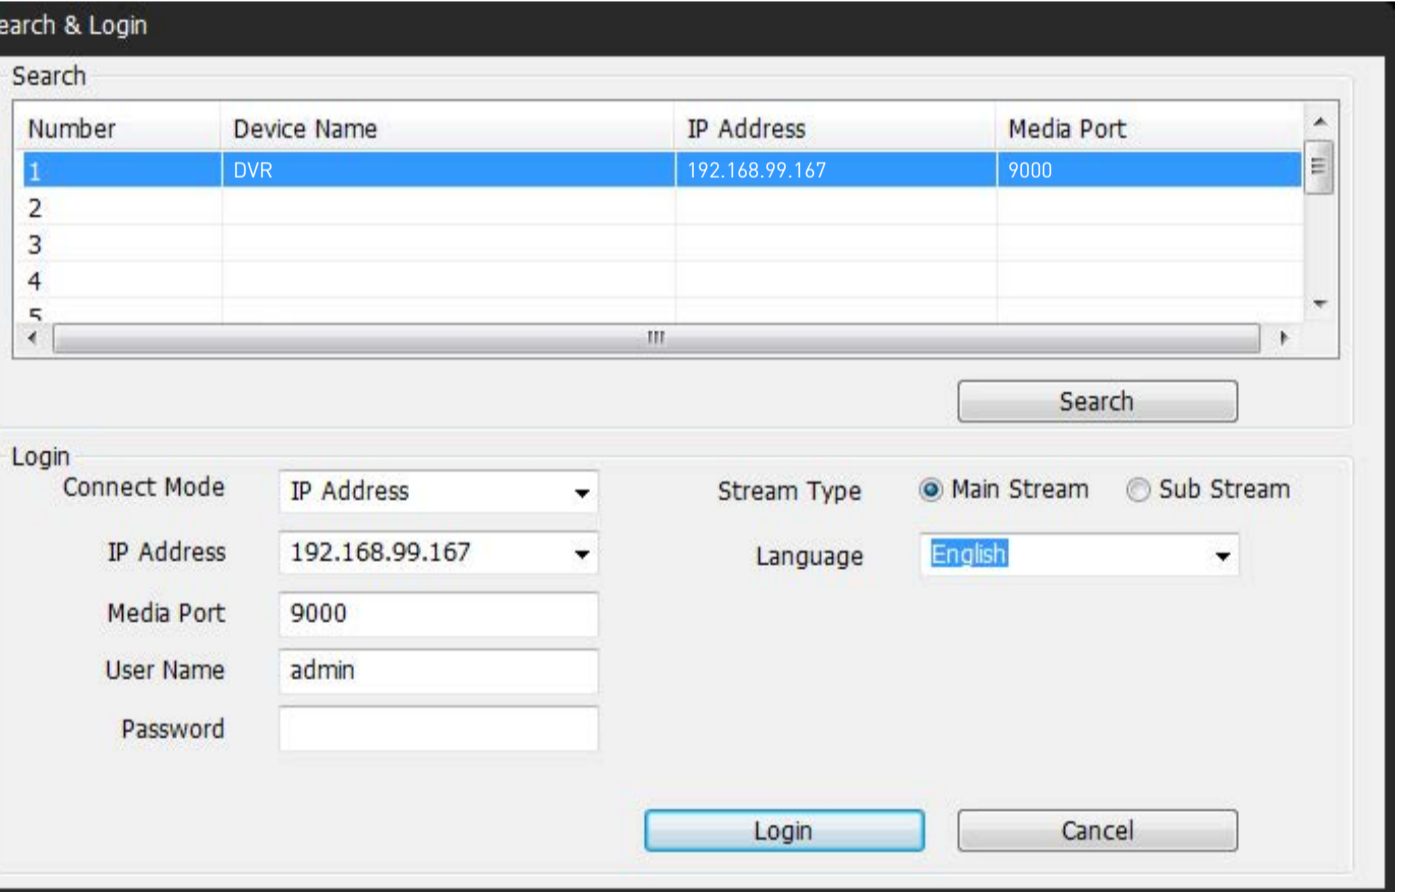 earch & Login
Search
Number Device Name IP Address Media Port
1 DVR 192.168.99.167 9000
2
3
4
5
Search
Login
Connect Mode IP Address Stream Type Main Stream Sub Stream
IP Address 192.168.99.167 Language English
Media Port 9000
User Name admin
Password
Login Cancel